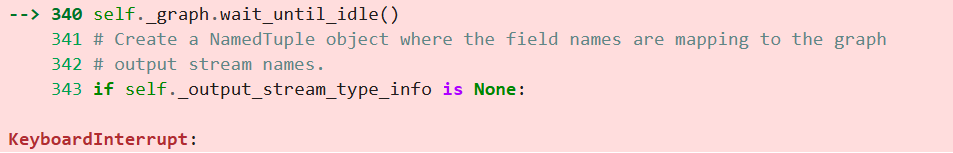 --> 340 self._graph.wait_until_idle()
341 # Create a NamedTuple object where the field names are mapping to the graph
342 # output stream names.
343 if self._output_stream_type_info is None:
KeyboardInterrupt: